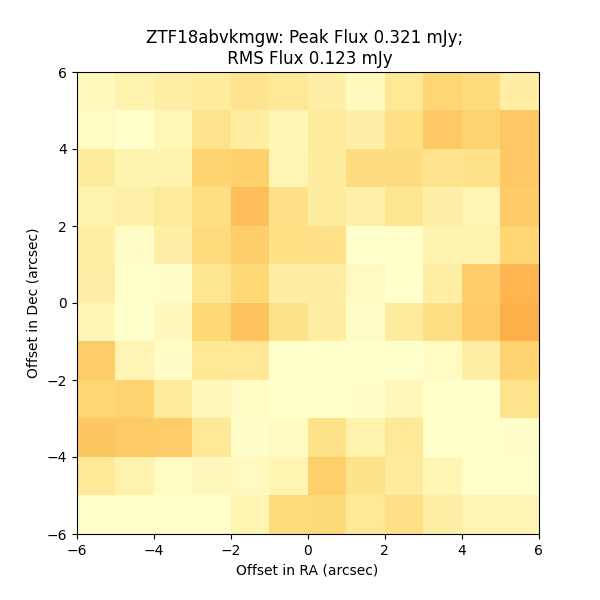 ZTF18abvkmgw: Peak Flux 0.321 mJy;
RMS Flux 0.123 mJy
6
4
2
0
−2
−4
−6
Offset in Dec (arcsec)
−6 −4 −2 0 2 4 6
Offset in RA (arcsec)